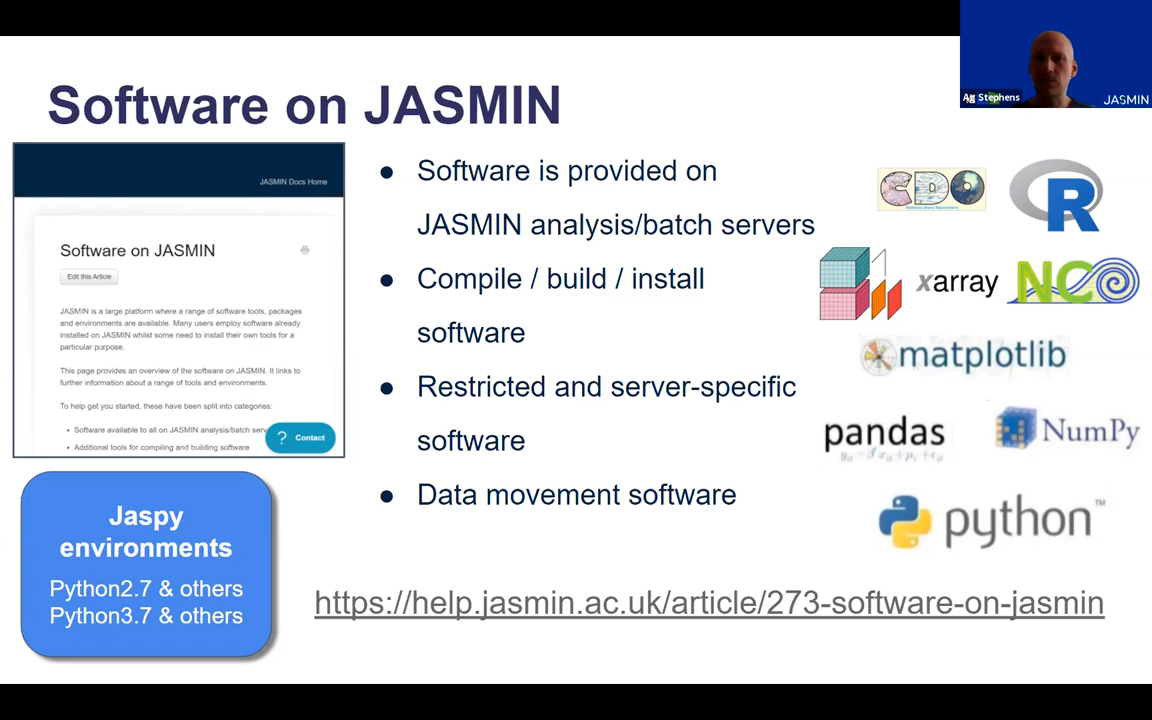 Ag Stephens
JASMIN
Software on JASMIN
JASMIN Docs Home
Software on JASMIN
Edit this Article
JASMIN is a large platform where a range of software tools, packages
and environments are available. Many users employ software already
installed on JASMIN whilst some need to install their own tools for a
particular purpose.
This page provides an overview of the software on JASMIN. It links to
further information about a range of tools and environments.
To help get you started, these have been split into categories:
• Software available to all on JASMIN analysis/batch
• Additional tools for compiling and building software
? Contact
Jaspy
environments
Python2.7 & others
Python3.7 & others
● Software is provided on
JASMIN analysis/batch servers
● Compile / build / install
software
● Restricted and server-specific
software
● Data movement software
CDO
R
xarray
NCO
matplotlib
pandas
NumPy
python™
https://help.jasmin.ac.uk/article/273-software-on-jasmin